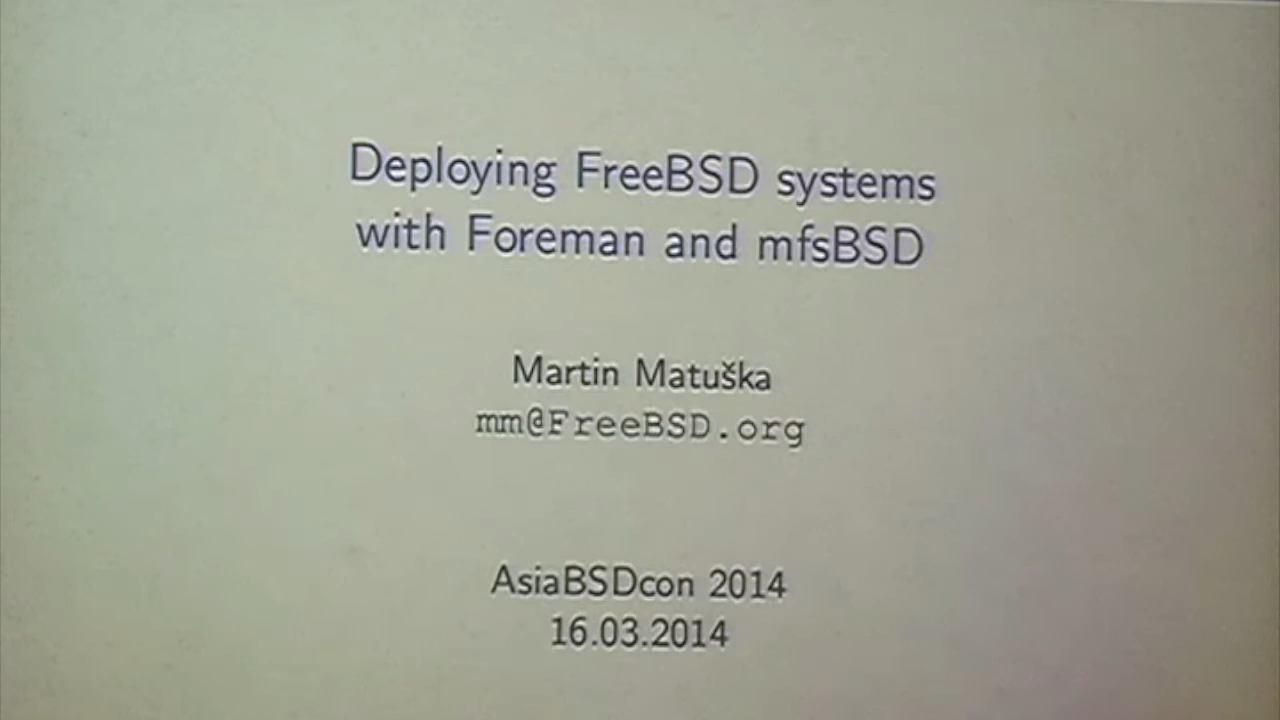 Deploying FreeBSD systems
with Foreman and mfsBSD
Martin Matuška
mm@FreeBSD.org
AsiaBSDcon 2014
16.03.2014